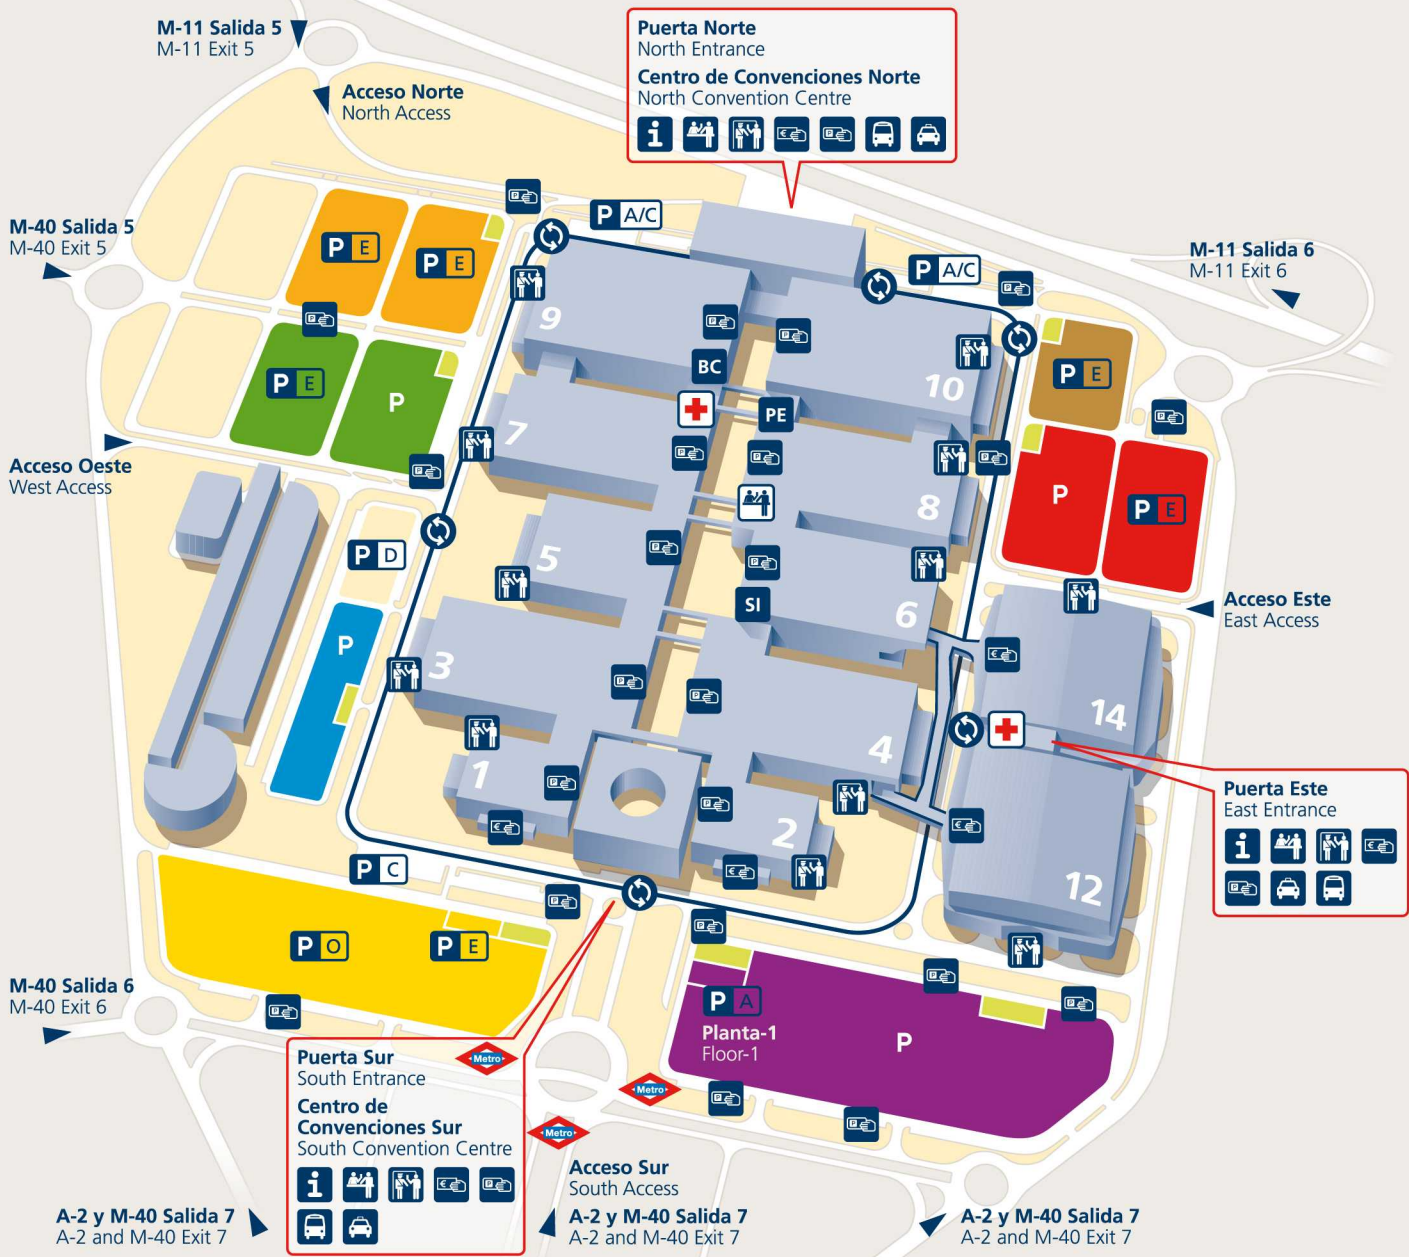 M-11 Salida 5
M-11 Exit 5
Acceso Norte
North Access
Puerta Norte
North Entrance
Centro de Convenciones Norte
North Convention Centre
i
€
P
M-40 Salida 5
M-40 Exit 5
P E
P E
P
P A/C
P A/C
P
M-11 Salida 6
M-11 Exit 6
9
P
P
P
BC
10
P E
P E
P
7
PE
P
P
P
P
P
8
P
P E
Acceso Oeste
West Access
P D
5
P
P
SI
6
Acceso Este
East Access
P
3
€
P
P
14
4
1
P
P
2
€
€
€
12
Puerta Este
East Entrance
i
€
P
P C
P
P
P O
P E
P
P
P A
Planta-1
Floor-1
P
M-40 Salida 6
M-40 Exit 6
P
Puerta Sur
South Entrance
Centro de
Convenciones Sur
South Convention Centre
i
€
P
Metro
Metro
Metro
P
P
Acceso Sur
South Access
A-2 y M-40 Salida 7
A-2 and M-40 Exit 7
A-2 y M-40 Salida 7
A-2 and M-40 Exit 7
A-2 y M-40 Salida 7
A-2 and M-40 Exit 7